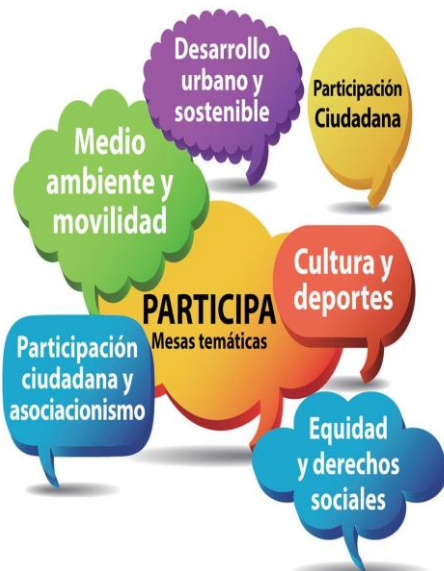 Desarrollo
urbano y
sostenible
Participación
Ciudadana
Medio
ambiente y
movilidad
Cultura y
deportes
PARTICIPA
Mesas temáticas
Participación
ciudadana y
asociacionismo
Equidad
y derechos
sociales